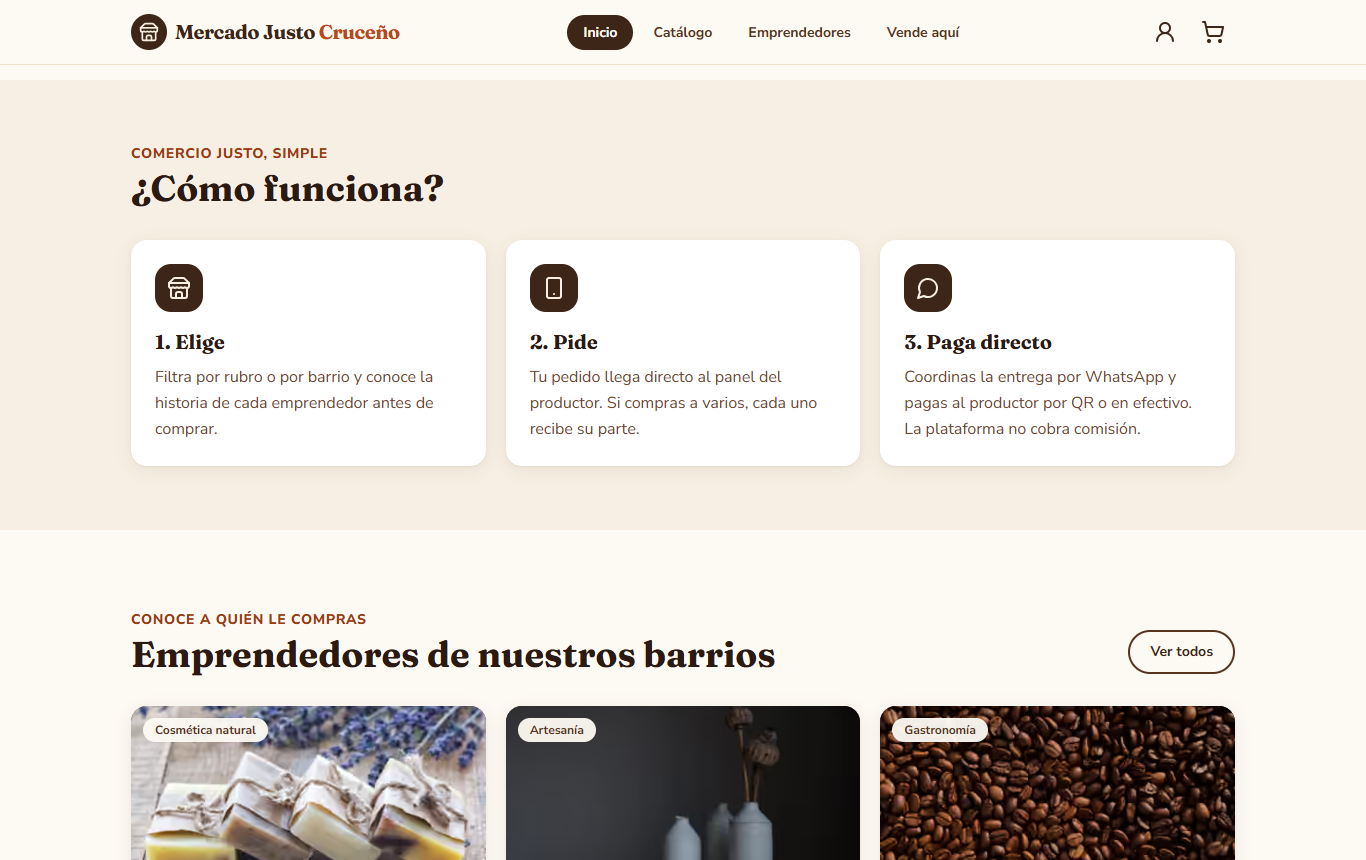 Mercado Justo Cruceño
Inicio
Catálogo
Emprendedores
Vende aquí
COMERCIO JUSTO, SIMPLE
¿Cómo funciona?
1. Elige
Filtra por rubro o por barrio y conoce la
historia de cada emprendedor antes de
comprar.
2. Pide
Tu pedido llega directo al panel del
productor. Si compras a varios, cada uno
recibe su parte.
3. Paga directo
Coordinas la entrega por WhatsApp y
pagas al productor por QR o en efectivo.
La plataforma no cobra comisión.
CONOCE A QUIÉN LE COMPRAS
Emprendedores de nuestros barrios
Ver todos
Cosmética natural
Artesanía
Gastronomía